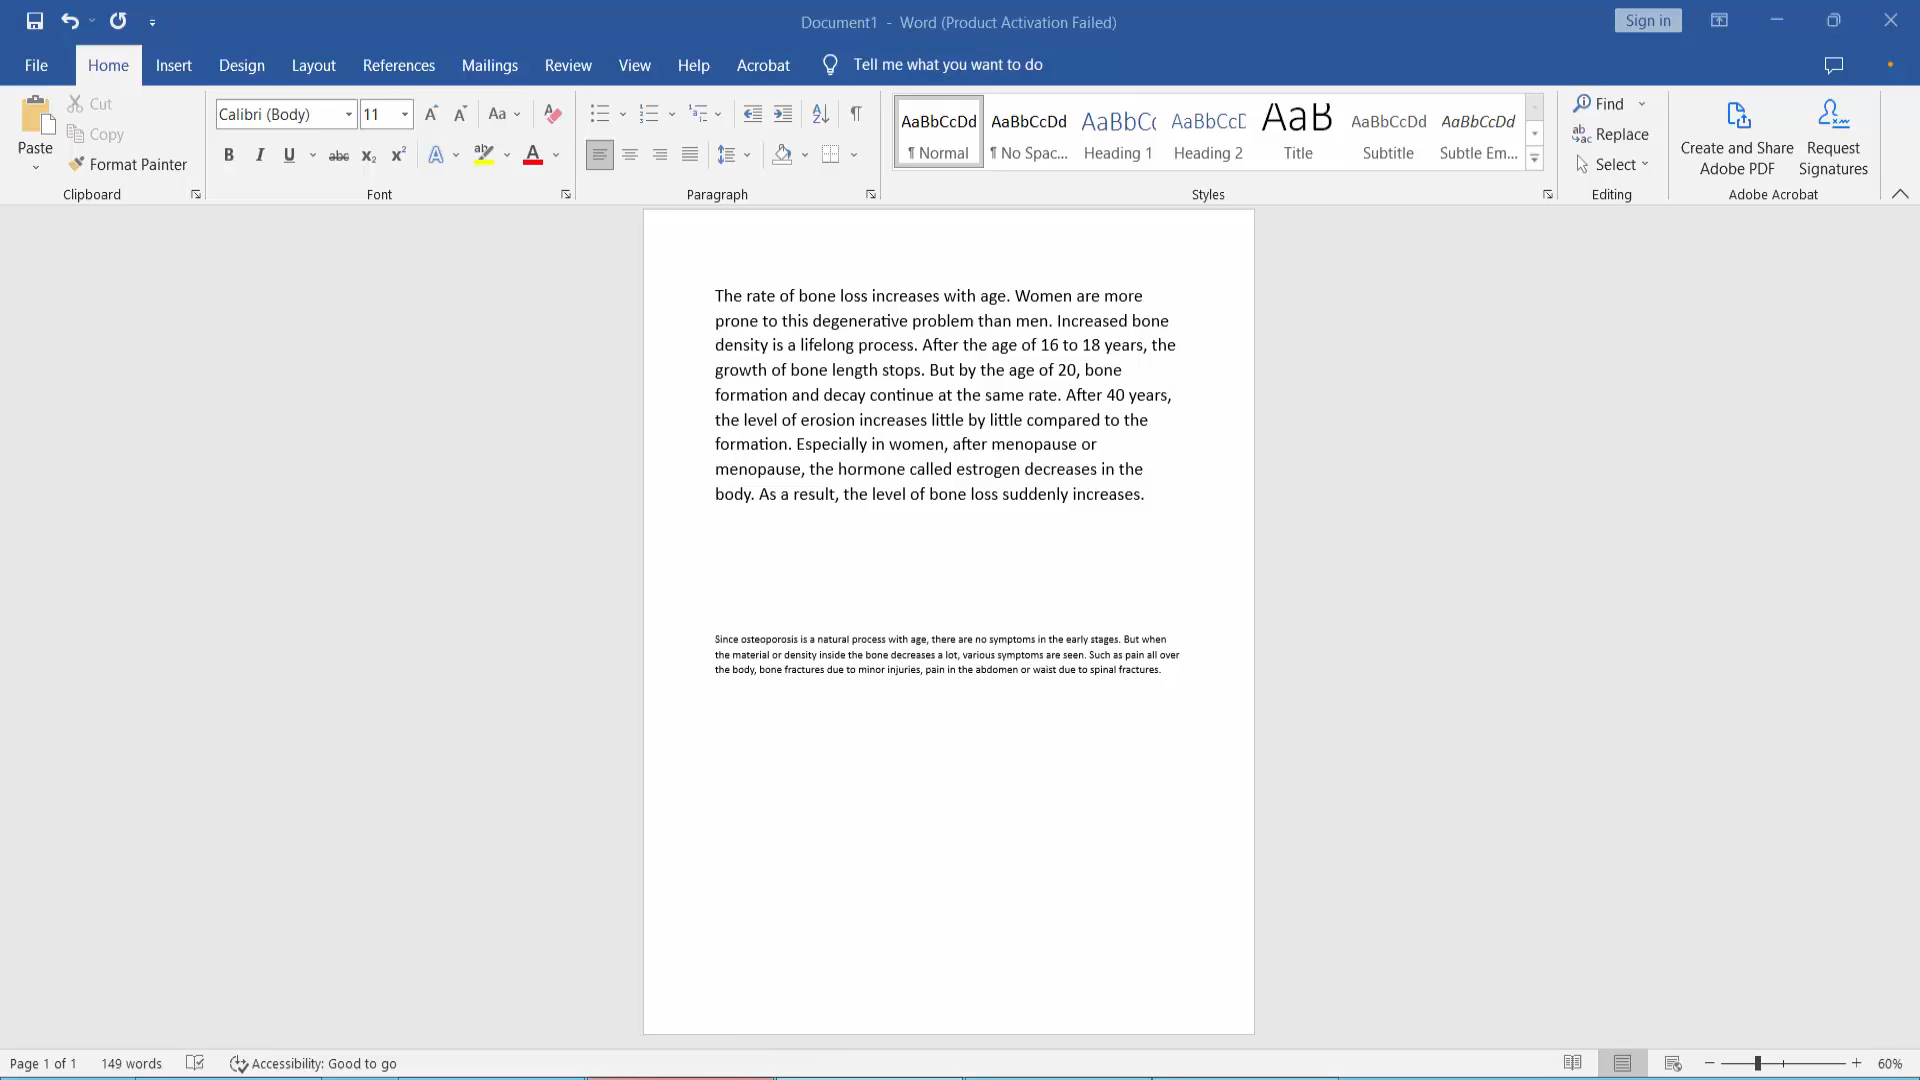 Document1 - Word (Product Activation Failed)
Sign in
File Home Insert Design Layout References Mailings Review View Help Acrobat Tell me what you want to do
Paste
Cut
Copy
Format Painter
Clipboard
Calibri (Body) 11
Font
Paragraph
AaBbCcDd AaBbCcDd AaBbCc AaBbCcD AaB AaBbCcDd AaBbCcDd
¶ Normal ¶ No Spac... Heading 1 Heading 2 Title Subtitle Subtle Em...
Styles
Find
Replace
Select
Editing
Create and Share
Adobe PDF
Request
Signatures
Adobe Acrobat
The rate of bone loss increases with age. Women are more
prone to this degenerative problem than men. Increased bone
density is a lifelong process. After the age of 16 to 18 years, the
growth of bone length stops. But by the age of 20, bone
formation and decay continue at the same rate. After 40 years,
the level of erosion increases little by little compared to the
formation. Especially in women, after menopause or
menopause, the hormone called estrogen decreases in the
body. As a result, the level of bone loss suddenly increases.
Since osteoporosis is a natural process with age, there are no symptoms in the early stages. But when
the material or density inside the bone decreases a lot, various symptoms are seen. Such as pain all over
the body, bone fractures due to minor injuries, pain in the abdomen or waist due to spinal fractures.
Page 1 of 1 149 words Accessibility: Good to go 60%